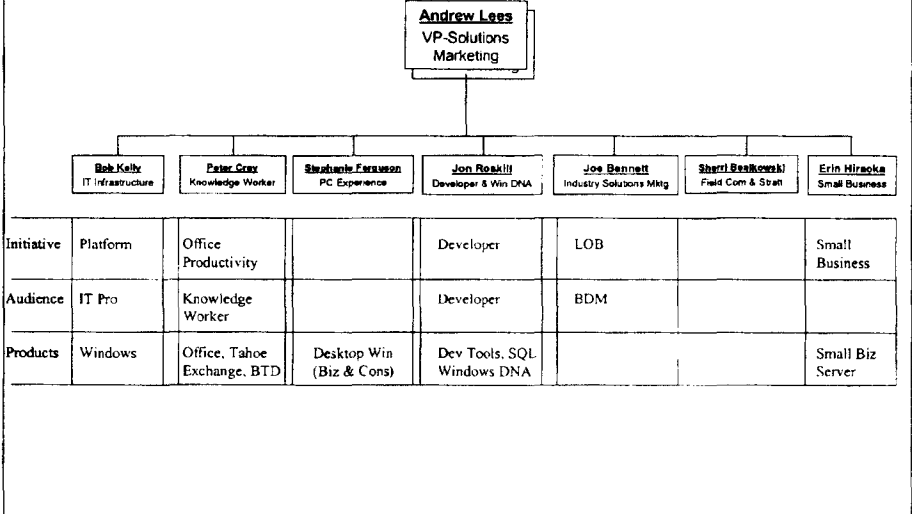 Andrew Lees
VP-Solutions
Marketing
Bob Kelly
IT Infrastructure
Peter Grey
Knowledge Worker
Stephanie Ferguson
PC Experience
Jon Roskill
Developer & Win DNA
Joe Bennett
Industry Solutions Mktg
Sherri
Field Com &
Erin Hiraoka
Small Business
Initiative Platform Office Productivity Developer LOB Small Business
Audience IT Pro Knowledge Worker Developer BDM
Products Windows Office, Tahoe Exchange, BTD Desktop Win (Biz & Cons) Dev Tools, SQL Windows DNA Small Biz Server